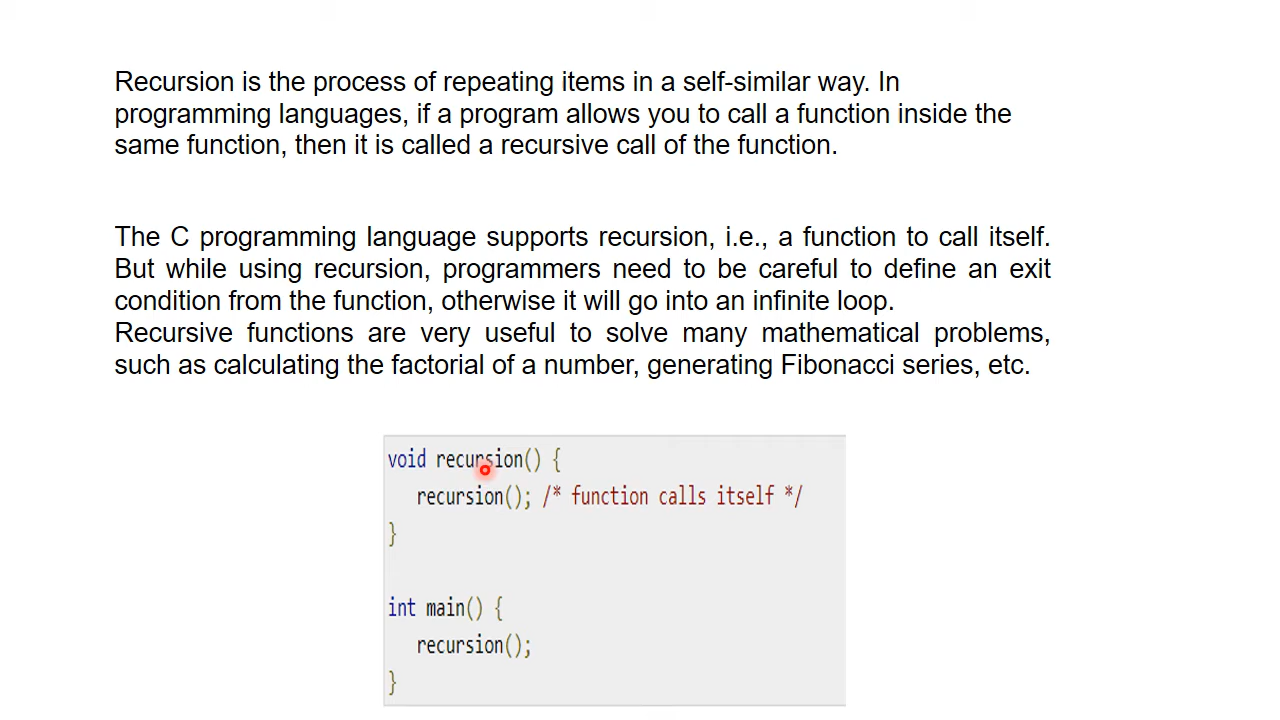 Recursion is the process of repeating items in a self-similar way. In
programming languages, if a program allows you to call a function inside the
same function, then it is called a recursive call of the function.
The C programming language supports recursion, i.e., a function to call itself.
But while using recursion, programmers need to be careful to define an exit
condition from the function, otherwise it will go into an infinite loop.
Recursive functions are very useful to solve many mathematical problems,
such as calculating the factorial of a number, generating Fibonacci series, etc.
void recursion() {
   recursion(); /* function calls itself */
}
int main() {
   recursion();
}